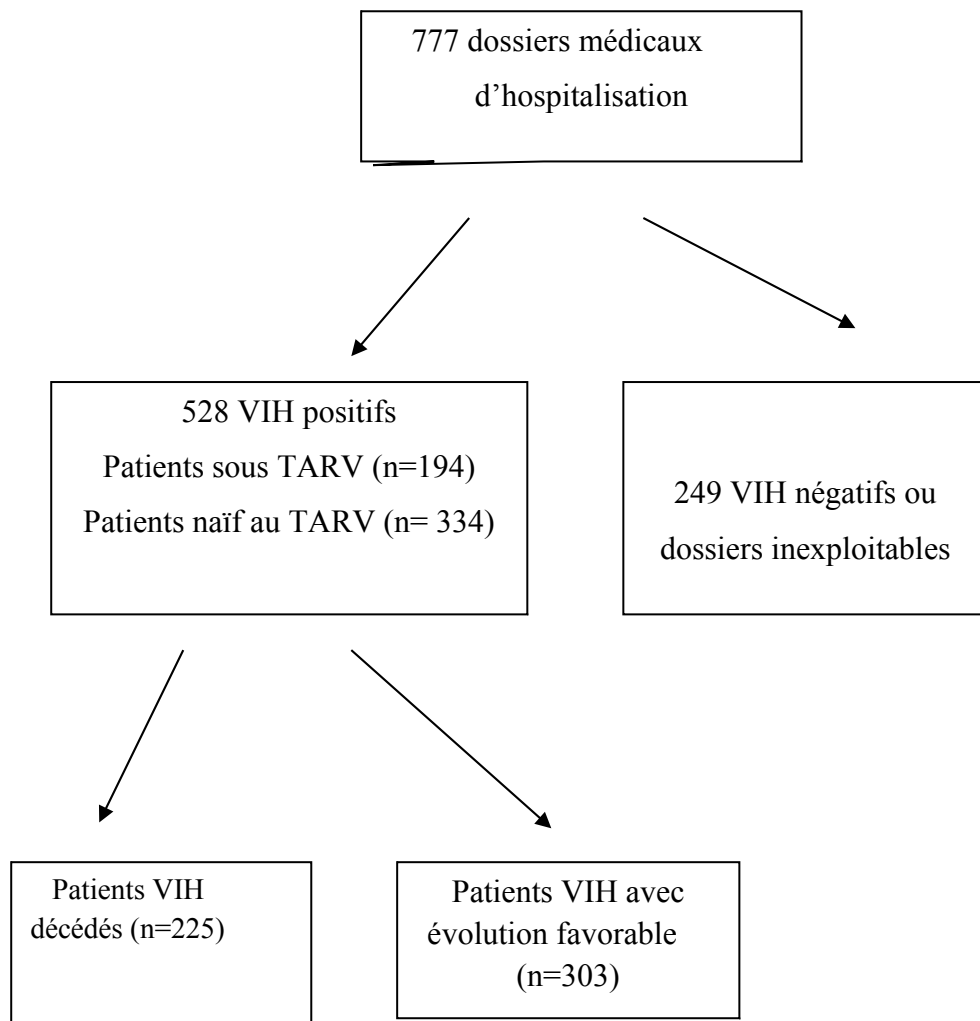 777 dossiers médicaux
d’hospitalisation
528 VIH positifs
Patients sous TARV (n=194)
Patients naïf au TARV (n= 334)
249 VIH négatifs ou
dossiers inexploitables
Patients VIH
décédés (n=225)
Patients VIH avec
évolution favorable
(n=303)